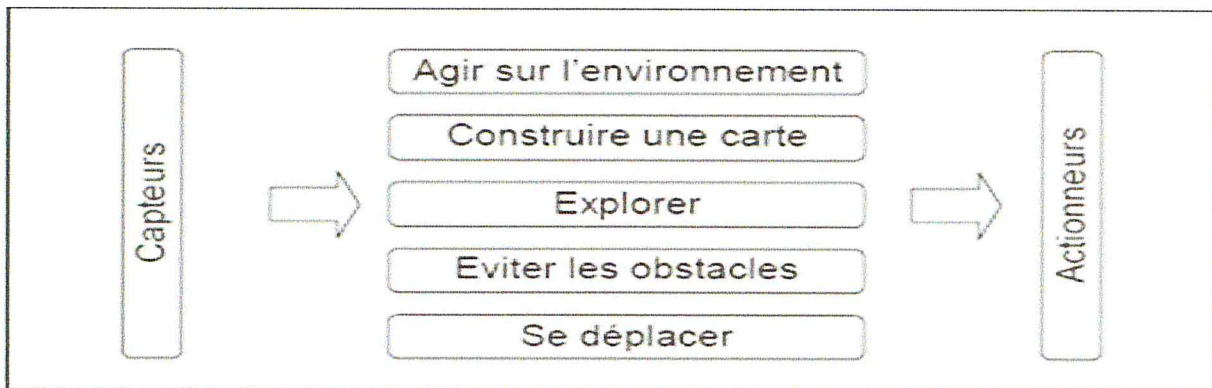 Capteurs
Agir sur l'environnement
Construire une carte
Explorer
Eviter les obstacles
Se déplacer
Actionneurs